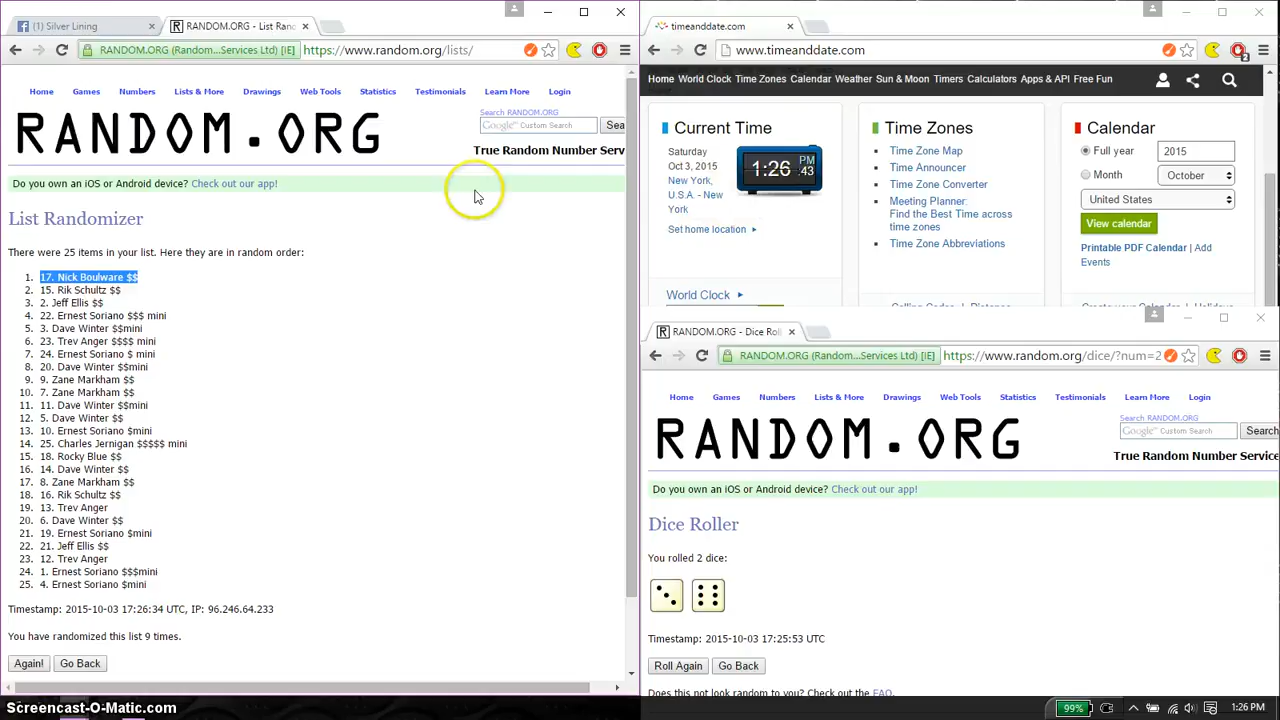 (1) Silver Lining
RANDOM.ORG - List Ran
RANDOM.ORG (Random...Services Ltd) [IE] https://www.random.org/lists/
Home Games Numbers Lists & More Drawings Web Tools Statistics Testimonials Learn More Login
Search RANDOM.ORG
RANDOM.ORG
Google™ Custom Search
Sea
True Random Number Serv
Do you own an iOS or Android device? Check out our app!
List Randomizer
There were 25 items in your list. Here they are in random order:
1. 17. Nick Boulware $$
2. 15. Rik Schultz $$
3. 2. Jeff Ellis $$
4. 22. Ernest Soriano $$$ mini
5. 3. Dave Winter $$mini
6. 23. Trev Anger $$$$ mini
7. 24. Ernest Soriano $ mini
8. 20. Dave Winter $$mini
9. 9. Zane Markham $$
10. 7. Zane Markham $$
11. 11. Dave Winter $$mini
12. 5. Dave Winter $$
13. 10. Ernest Soriano $mini
14. 25. Charles Jernigan $$$$$ mini
15. 18. Rocky Blue $$
16. 14. Dave Winter $$
17. 8. Zane Markham $$
18. 16. Rik Schultz $$
19. 13. Trev Anger
20. 6. Dave Winter $$
21. 19. Ernest Soriano $mini
22. 21. Jeff Ellis $$
23. 12. Trev Anger
24. 1. Ernest Soriano $$$mini
25. 4. Ernest Soriano $mini
Timestamp: 2015-10-03 17:26:34 UTC, IP: 96.246.64.233
You have randomized this list 9 times.
Again! Go Back
Screencast-O-Matic.com
timeanddate.com
www.timeanddate.com
2
Home World Clock Time Zones Calendar Weather Sun & Moon Timers Calculators Apps & API Free Fun
Current Time
Saturday
Oct 3, 2015
New York,
U.S.A. - New
York
1:26 PM 43
Set home location
World Clock
Time Zones
Time Zone Map
Time Announcer
Time Zone Converter
Meeting Planner:
Find the Best Time across
time zones
Time Zone Abbreviations
Calling Codes | Distance
Calendar
Full year 2015
Month October
United States
View calendar
Printable PDF Calendar | Add
Events
Create your Calendar | Holidays
RANDOM.ORG - Dice Roll
RANDOM.ORG (Random...Services Ltd) [IE] https://www.random.org/dice/?num=2
Home Games Numbers Lists & More Drawings Web Tools Statistics Testimonials Learn More Login
Search RANDOM.ORG
RANDOM.ORG
Google™ Custom Search
Search
True Random Number Service
Do you own an iOS or Android device? Check out our app!
Dice Roller
You rolled 2 dice:
Timestamp: 2015-10-03 17:25:53 UTC
Roll Again Go Back
Does this not look random to you? Check out the FAQ.
99% 1:26 PM